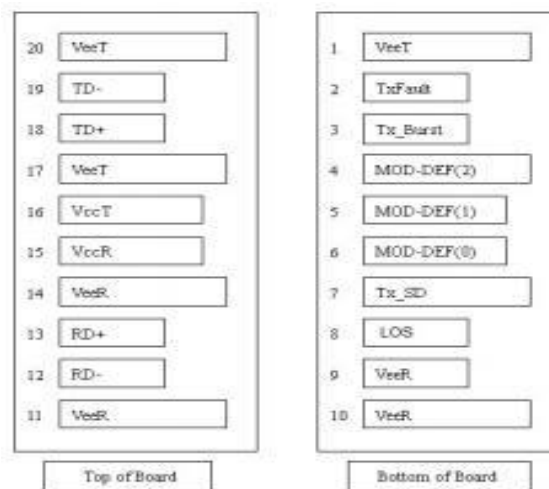 20 VeeT
19 TD-
18 TD+
17 VeeT
16 VccT
15 VccR
14 VeeR
13 RD+
12 RD-
11 VeeR
Top of Board
1 VeeT
2 TxFault
3 Tx_Burst
4 MOD-DEF(2)
5 MOD-DEF(1)
6 MOD-DEF(0)
7 Tx_SD
8 LOS
9 VeeR
10 VeeR
Bottom of Board